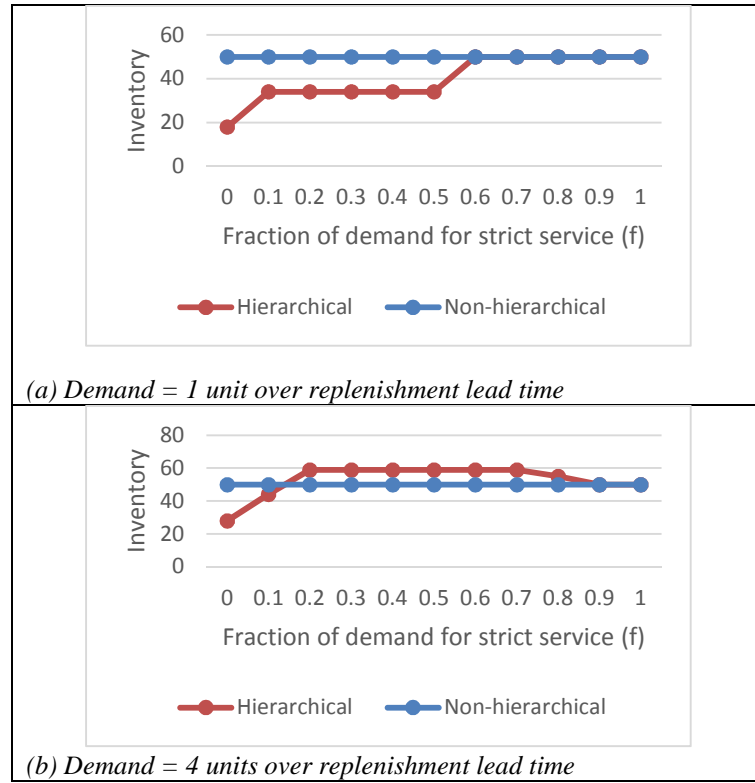 60
40
20
0
Inventory
0 0.1 0.2 0.3 0.4 0.5 0.6 0.7 0.8 0.9 1
Fraction of demand for strict service (f)
Hierarchical Non-hierarchical
(a) Demand = 1 unit over replenishment lead time
80
60
40
20
0
Inventory
0 0.1 0.2 0.3 0.4 0.5 0.6 0.7 0.8 0.9 1
Fraction of demand for strict service (f)
Hierarchical Non-hierarchical
(b) Demand = 4 units over replenishment lead time